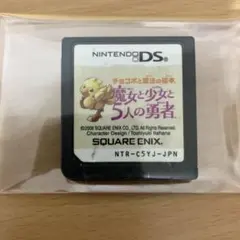 NINTENDO DS
チョコボと魔法の絵本
魔女と少女と
5人の勇者
©2008 SQUARE ENIX CO., LTD. All Rights Reserved.
Character Design / Toshiyuki Itahana
SQUARE ENIX
NTR-C5YJ-JPN